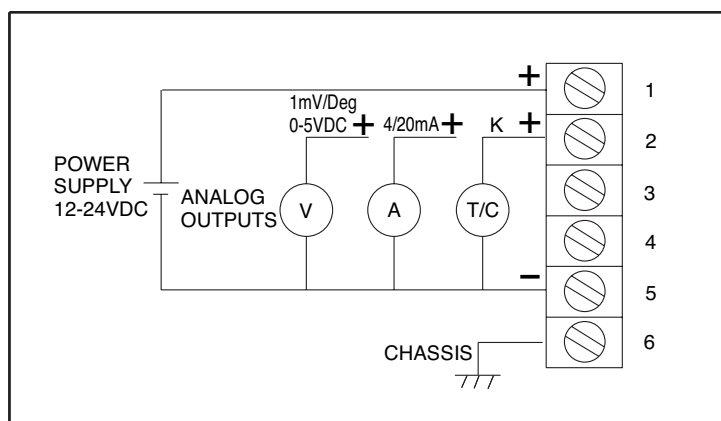 + 1
1mV/Deg
0-5VDC + 4/20mA + K + 2
POWER
SUPPLY
12-24VDC
ANALOG
OUTPUTS
V A T/C
3
4
− 5
6
CHASSIS